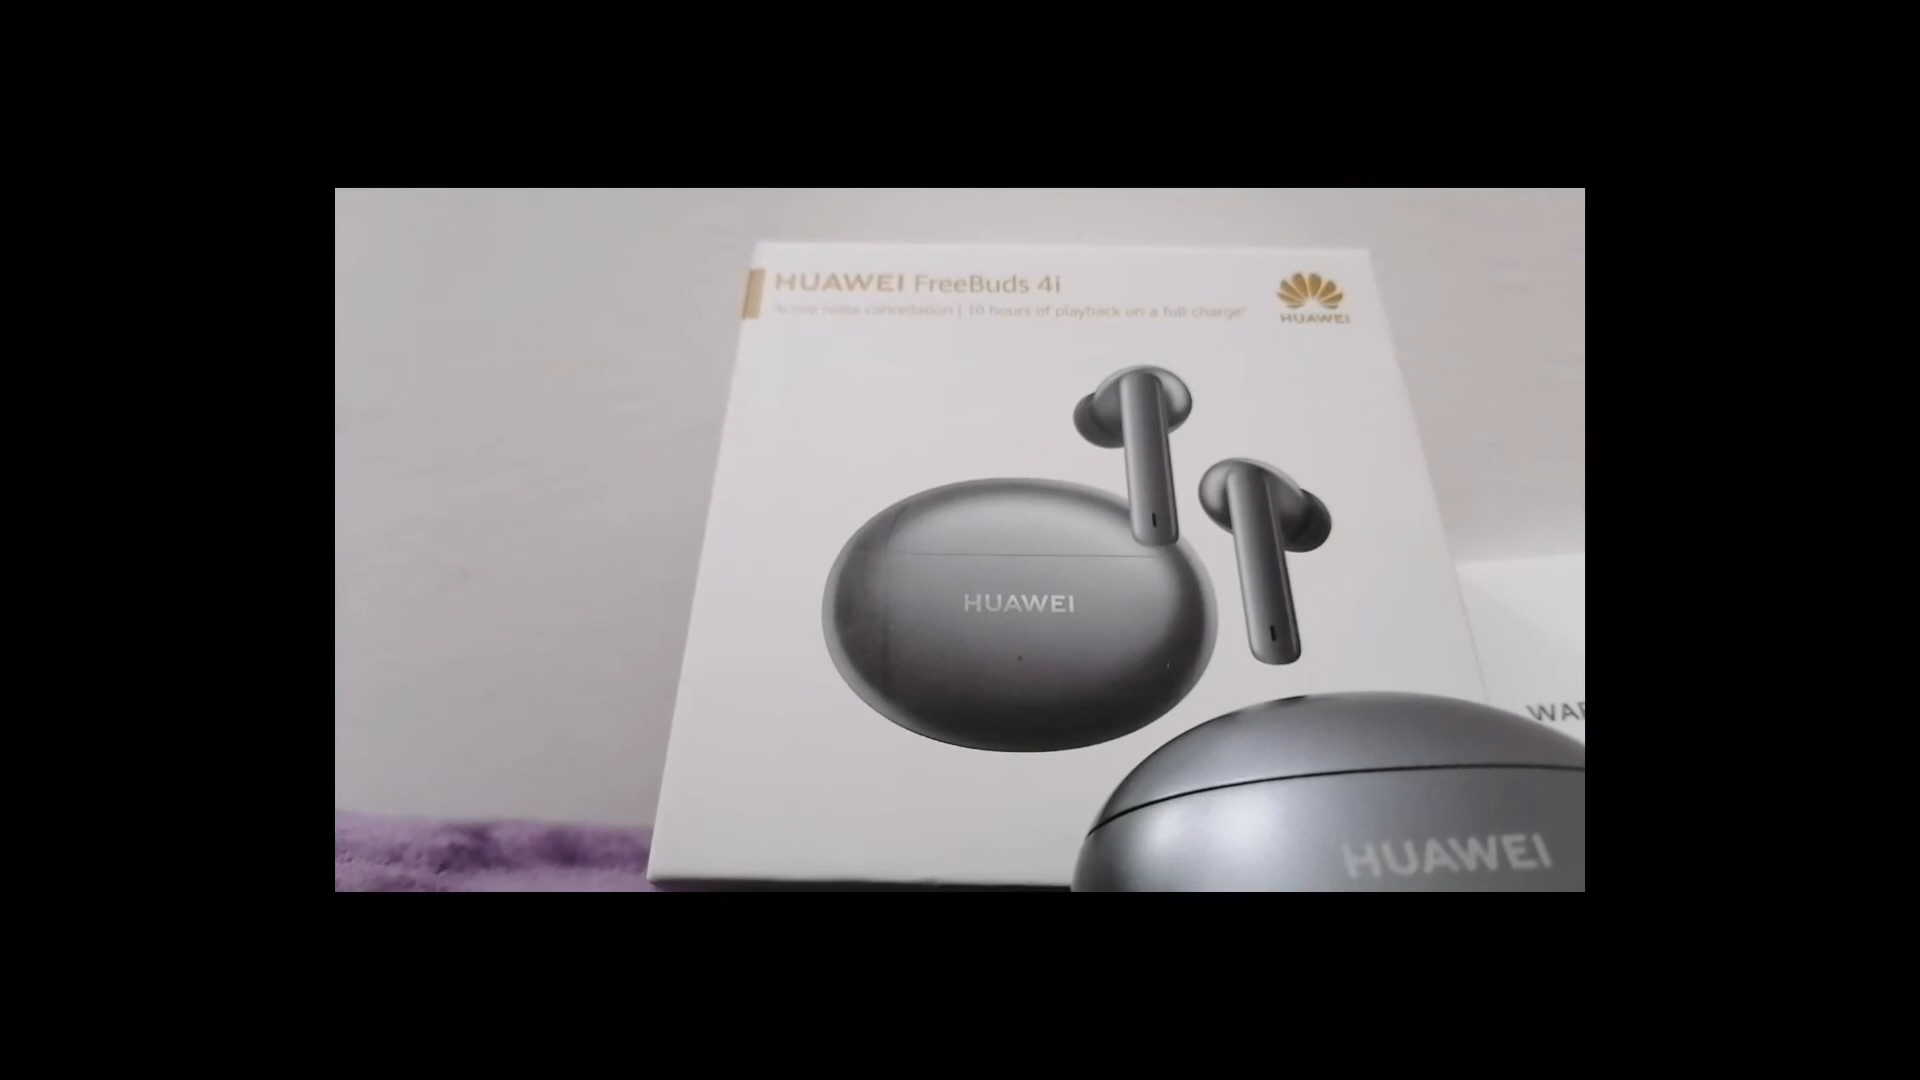 HUAWEI FreeBuds 4i
Active noise cancellation | 10 hours of playback on a full charge
HUAWEI
HUAWEI
HUAWEI